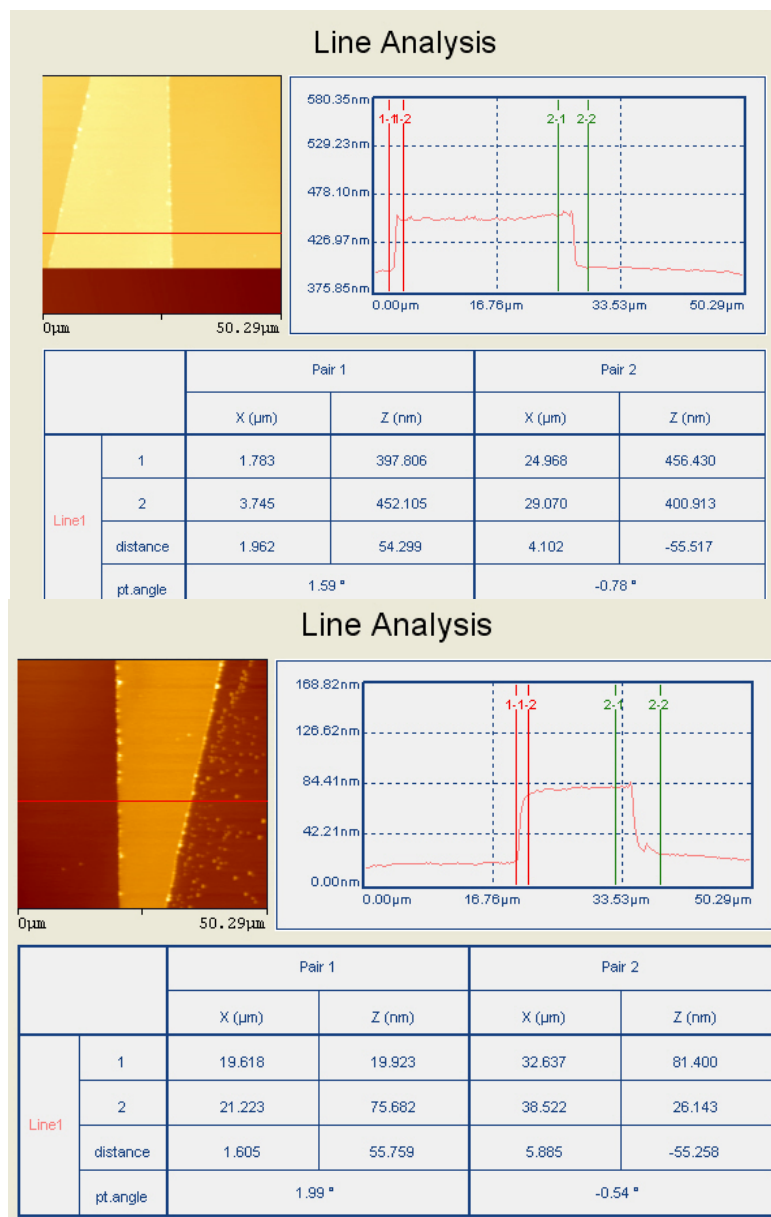 Line Analysis
580.35nm
529.23nm
478.10nm
426.97nm
375.85nm
1-1 1-2 2-1 2-2
0.00µm 16.76µm 33.53µm 50.29µm
0µm 50.29µm
Pair 1 Pair 2
X (µm) Z (nm) X (µm) Z (nm)
Line1
1 1.783 397.806 24.968 456.430
2 3.745 452.105 29.070 400.913
distance 1.962 54.299 4.102 -55.517
pt.angle 1.59 ° -0.78 °
Line Analysis
168.82nm
126.62nm
84.41nm
42.21nm
0.00nm
1-1 1-2 2-1 2-2
0.00µm 16.76µm 33.53µm 50.29µm
0µm 50.29µm
Pair 1 Pair 2
X (µm) Z (nm) X (µm) Z (nm)
Line1
1 19.618 19.923 32.637 81.400
2 21.223 75.682 38.522 26.143
distance 1.605 55.759 5.885 -55.258
pt.angle 1.99 ° -0.54 °